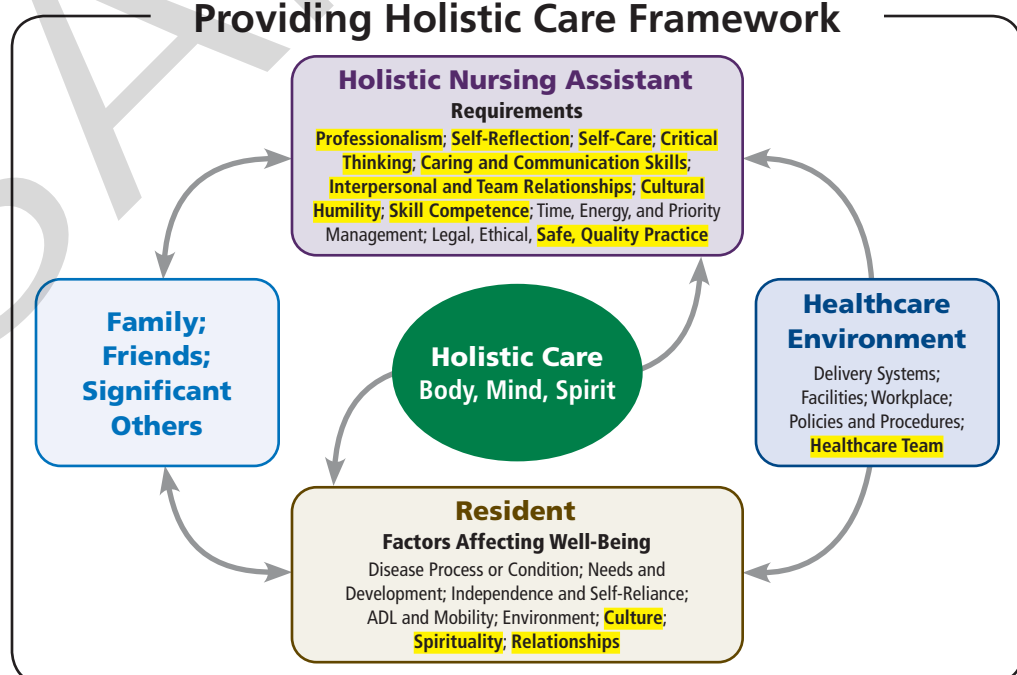 Providing Holistic Care Framework
Holistic Nursing Assistant
Requirements
Professionalism; Self-Reflection; Self-Care; Critical
Thinking; Caring and Communication Skills;
Interpersonal and Team Relationships; Cultural
Humility; Skill Competence; Time, Energy, and Priority
Management; Legal, Ethical, Safe, Quality Practice
Family;
Friends;
Significant
Others
Holistic Care
Body, Mind, Spirit
Healthcare
Environment
Delivery Systems;
Facilities; Workplace;
Policies and Procedures;
Healthcare Team
Resident
Factors Affecting Well-Being
Disease Process or Condition; Needs and
Development; Independence and Self-Reliance;
ADL and Mobility; Environment; Culture;
Spirituality; Relationships